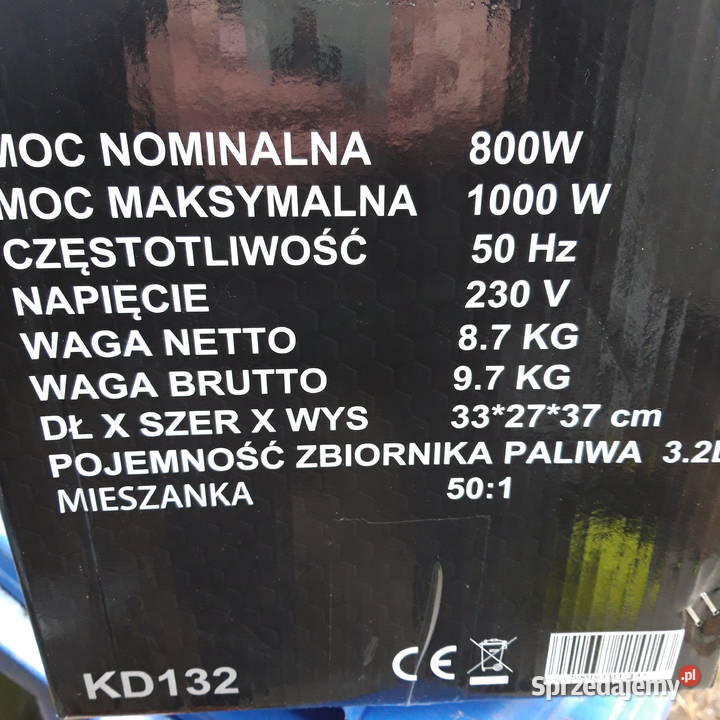 MOC NOMINALNA 800W
MOC MAKSYMALNA 1000 W
CZĘSTOTLIWOŚĆ 50 Hz
NAPIĘCIE 230 V
WAGA NETTO 8.7 KG
WAGA BRUTTO 9.7 KG
DŁ X SZER X WYS 33*27*37 cm
POJEMNOŚĆ ZBIORNIKA PALIWA 3.2L
MIESZANKA 50:1
KD132 CE
Sprzedajemy.pl